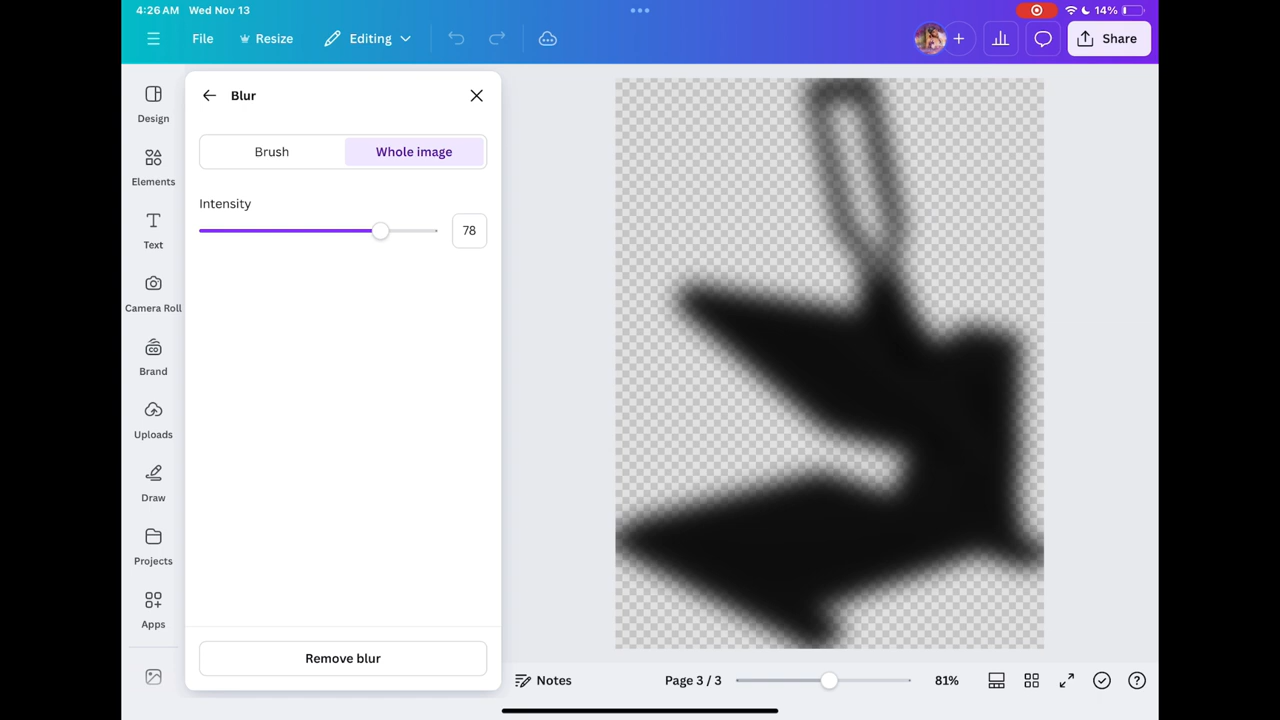 4:26 AM Wed Nov 13
14%
File
Resize
Editing
Share
Design
Elements
Text
Camera Roll
Brand
Uploads
Draw
Projects
Apps
Blur
Brush
Whole image
Intensity
78
Remove blur
Notes
Page 3 / 3
81%